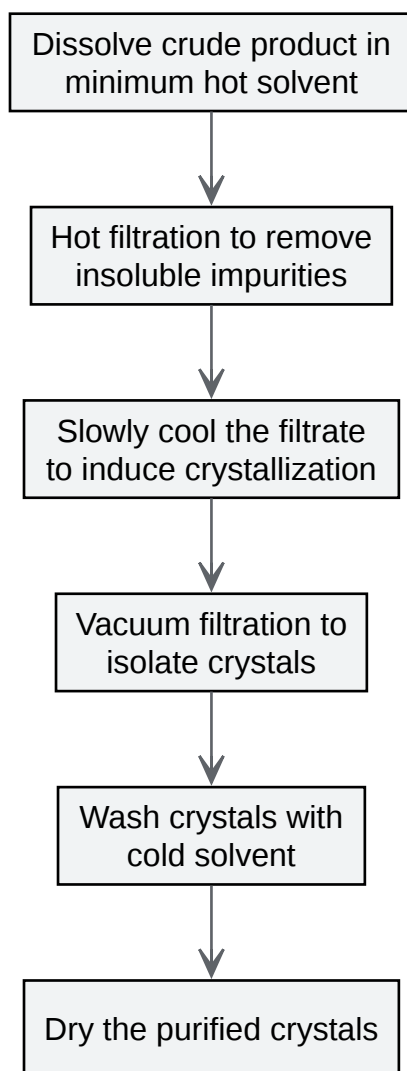 Dissolve crude product in
minimum hot solvent
Hot filtration to remove
insoluble impurities
Slowly cool the filtrate
to induce crystallization
Vacuum filtration to
isolate crystals
Wash crystals with
cold solvent
Dry the purified crystals